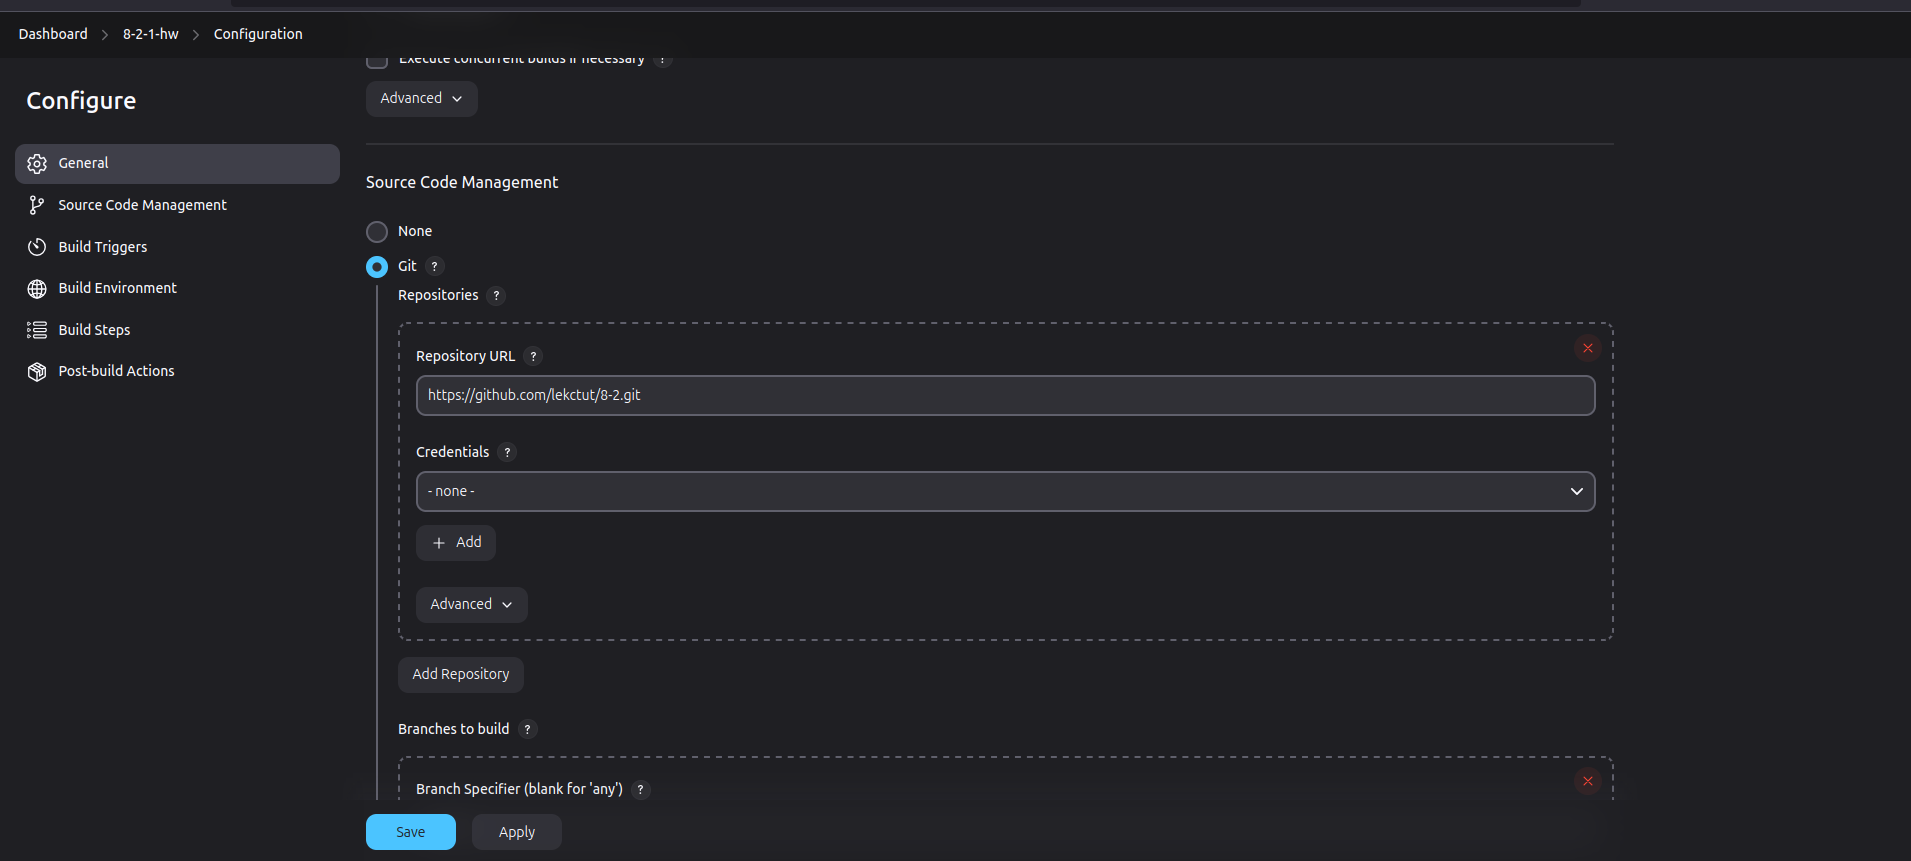 Dashboard > 8-2-1-hw > Configuration
Configure
General
Source Code Management
Build Triggers
Build Environment
Build Steps
Post-build Actions
Execute concurrent builds if necessary ?
Advanced
Source Code Management
None
Git ?
Repositories ?
Repository URL ?
https://github.com/lekctut/8-2.git
Credentials ?
- none -
+ Add
Advanced
Add Repository
Branches to build ?
Branch Specifier (blank for 'any') ?
Save Apply